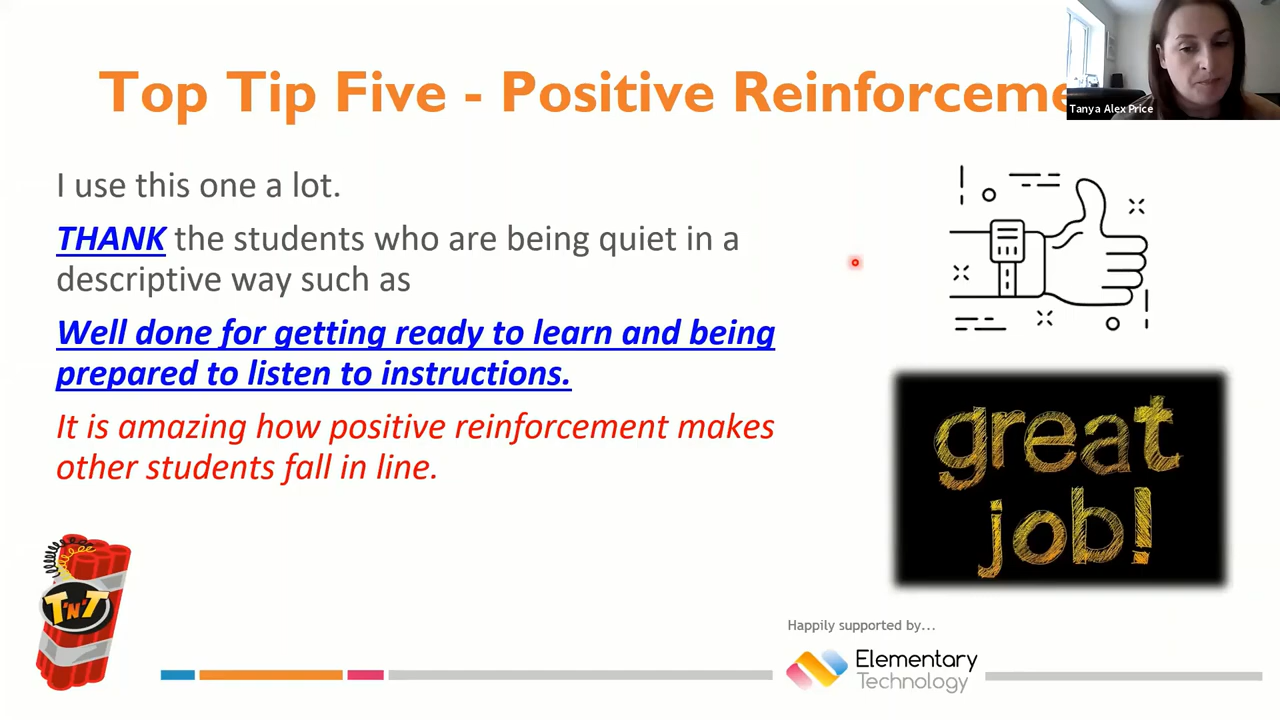 Top Tip Five - Positive Reinforceme
Tanya Alex Price
I use this one a lot.
THANK the students who are being quiet in a
descriptive way such as
Well done for getting ready to learn and being
prepared to listen to instructions.
It is amazing how positive reinforcement makes
other students fall in line.
great
job!
T'N'T
Happily supported by...
Elementary
Technology